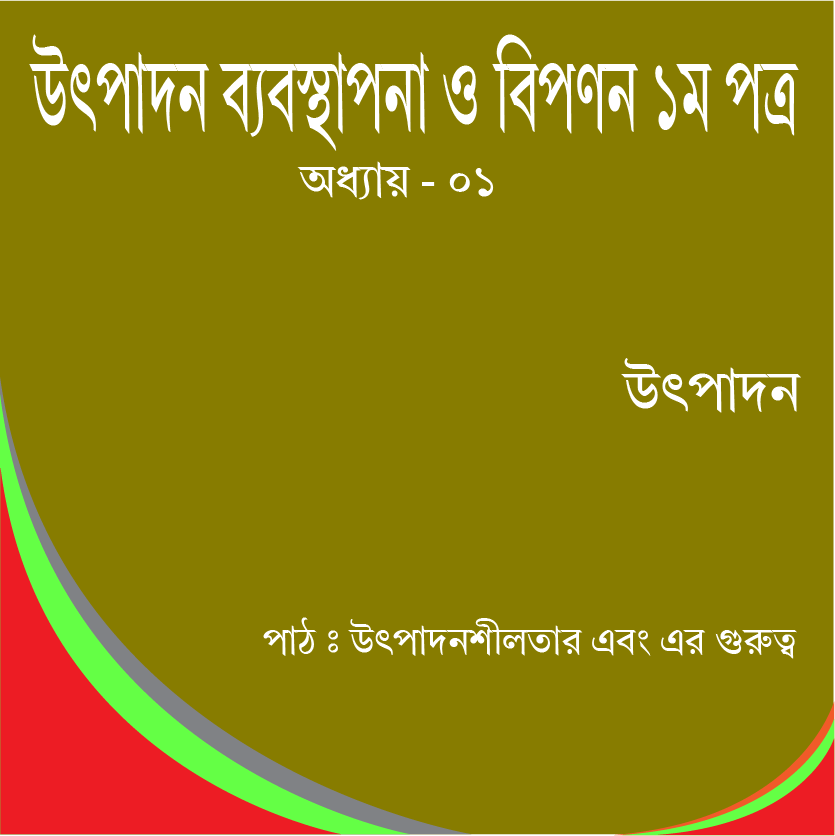 উৎপাদন ব্যবস্থাপনা ও বিপণন ১ম পত্র
অধ্যায় - ০১
উৎপাদন
পাঠ ঃ উৎপাদনশীলতার এবং এর গুরুত্ব